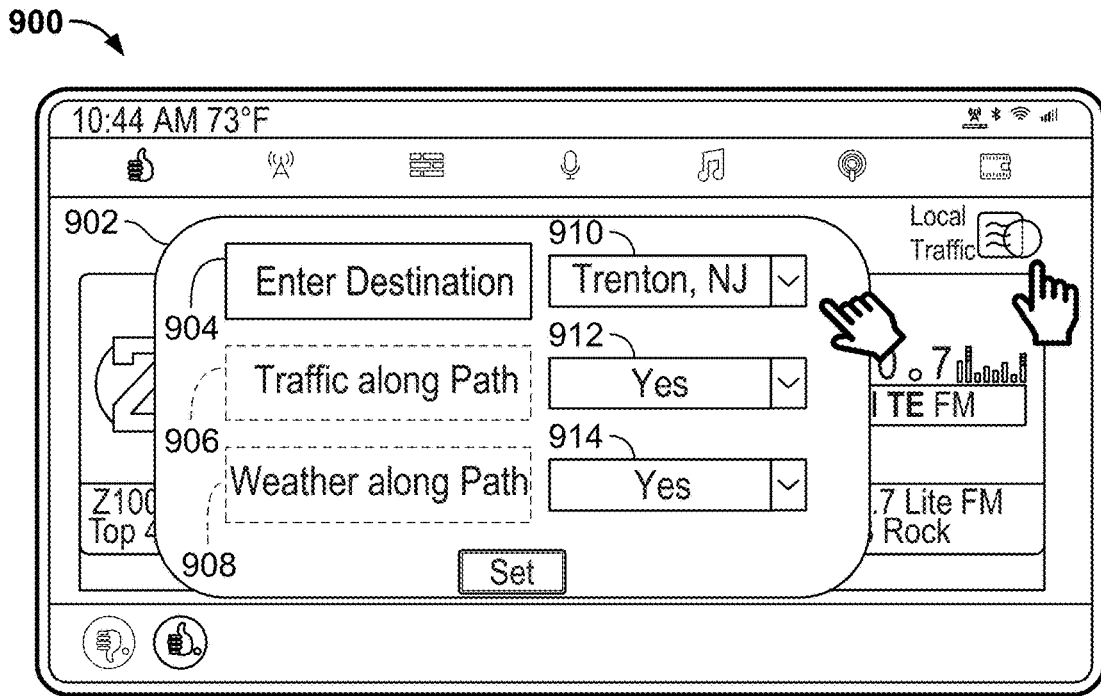 900
10:44 AM 73°F
902
Local
Traffic
904
Enter Destination
910
Trenton, NJ
906
Traffic along Path
912
Yes
908
Weather along Path
914
Yes
Set
Z
.7
TE FM
Z100
Top 4
.7 Lite FM
Rock